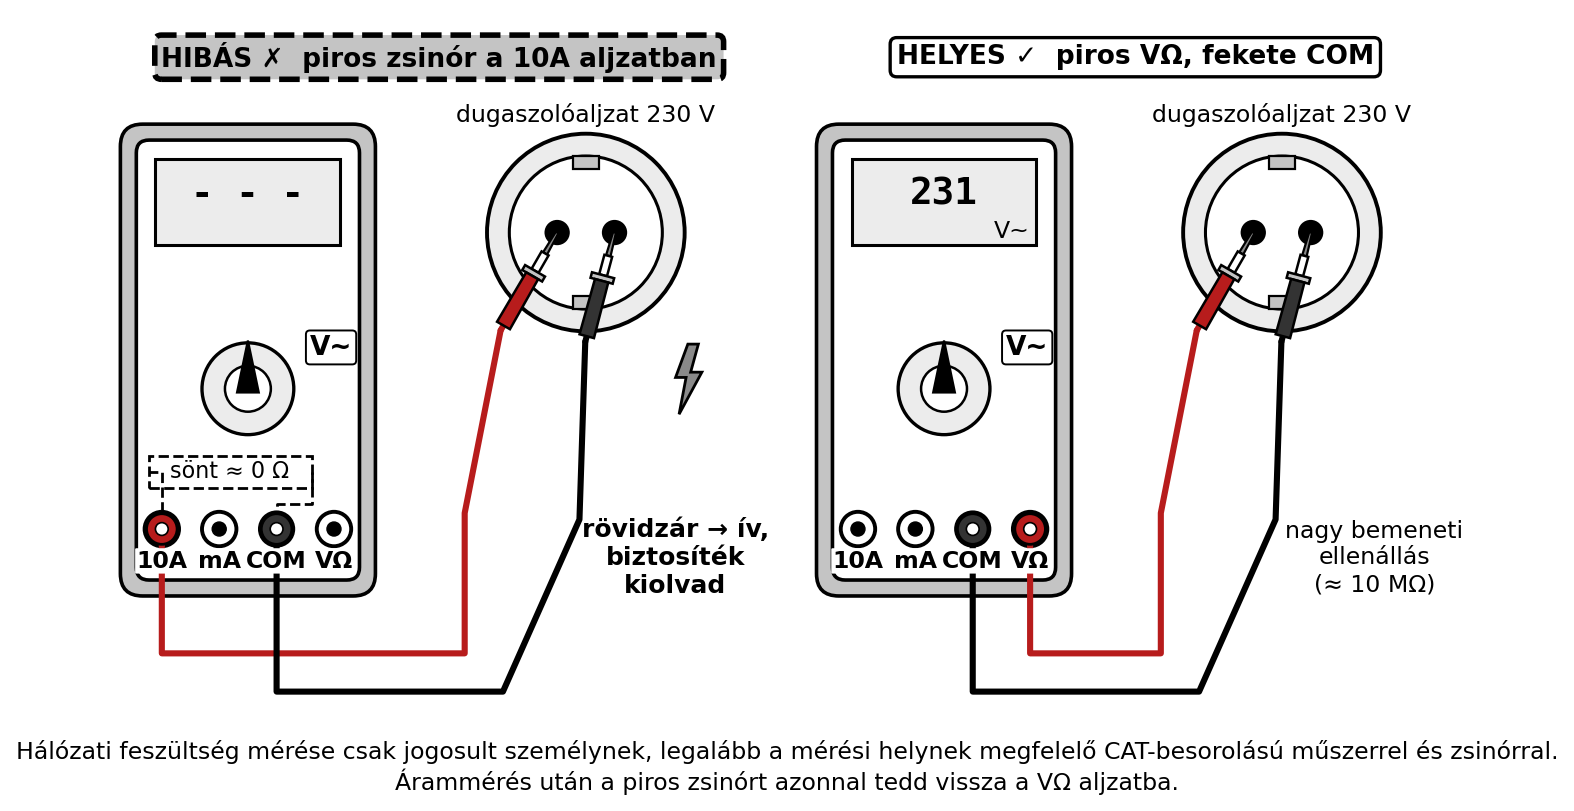 HIBÁS ✗  piros zsinór a 10A aljzatban
dugaszolóaljzat 230 V
- - -
V~
sönt ≈ 0 Ω
10A mA COM VΩ
rövidzár → ív,
biztosíték
kiolvad
HELYES ✓  piros VΩ, fekete COM
dugaszolóaljzat 230 V
231
V~
V~
10A mA COM VΩ
nagy bemeneti
ellenállás
(≈ 10 MΩ)
Hálózati feszültség mérése csak jogosult személynek, legalább a mérési helynek megfelelő CAT-besorolású műszerrel és zsinórral.
Árammérés után a piros zsinórt azonnal tedd vissza a VΩ aljzatba.